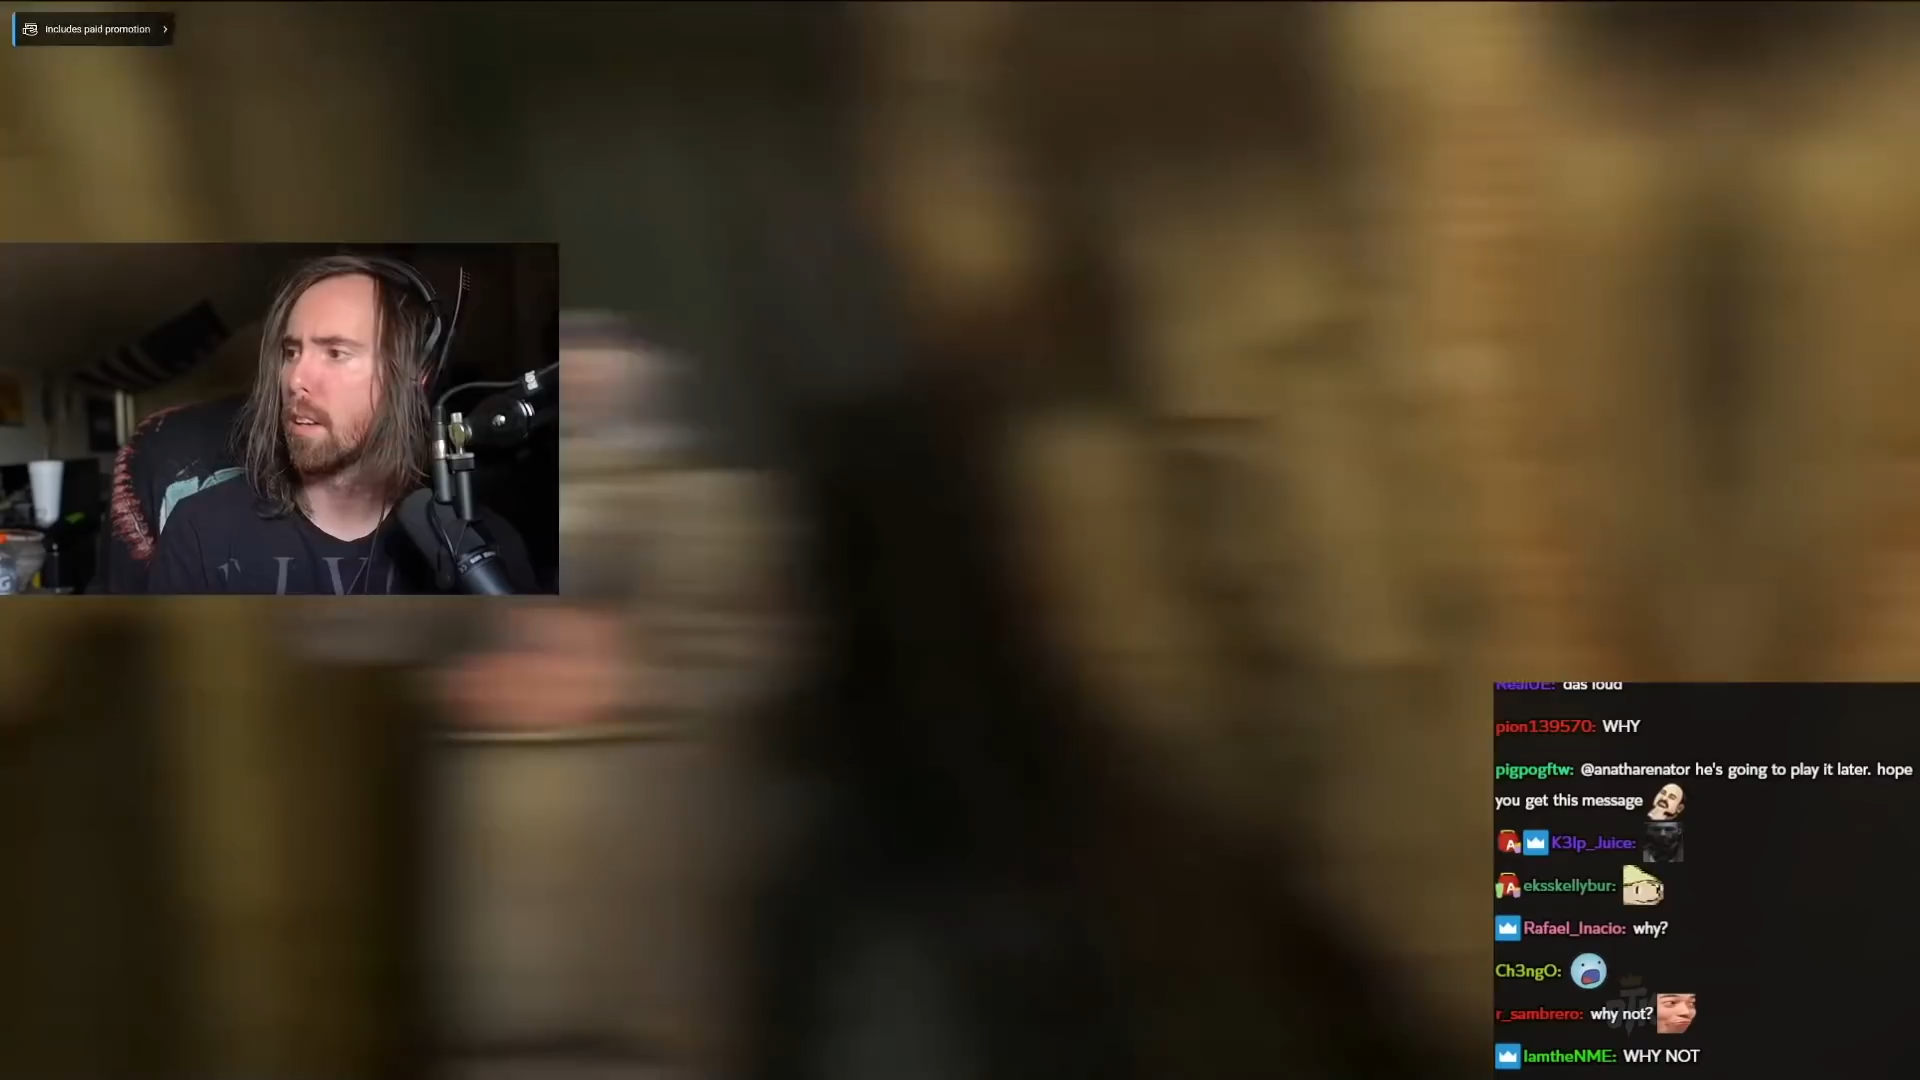 Includes paid promotion
RealUE: das loud
pion139570: WHY
pigpogftw: @anatharenator he's going to play it later. hope
you get this message
K3lp_Juice:
eksskellybur:
Rafael_Inacio: why?
Ch3ngO:
r_sambrero: why not?
IamtheNME: WHY NOT